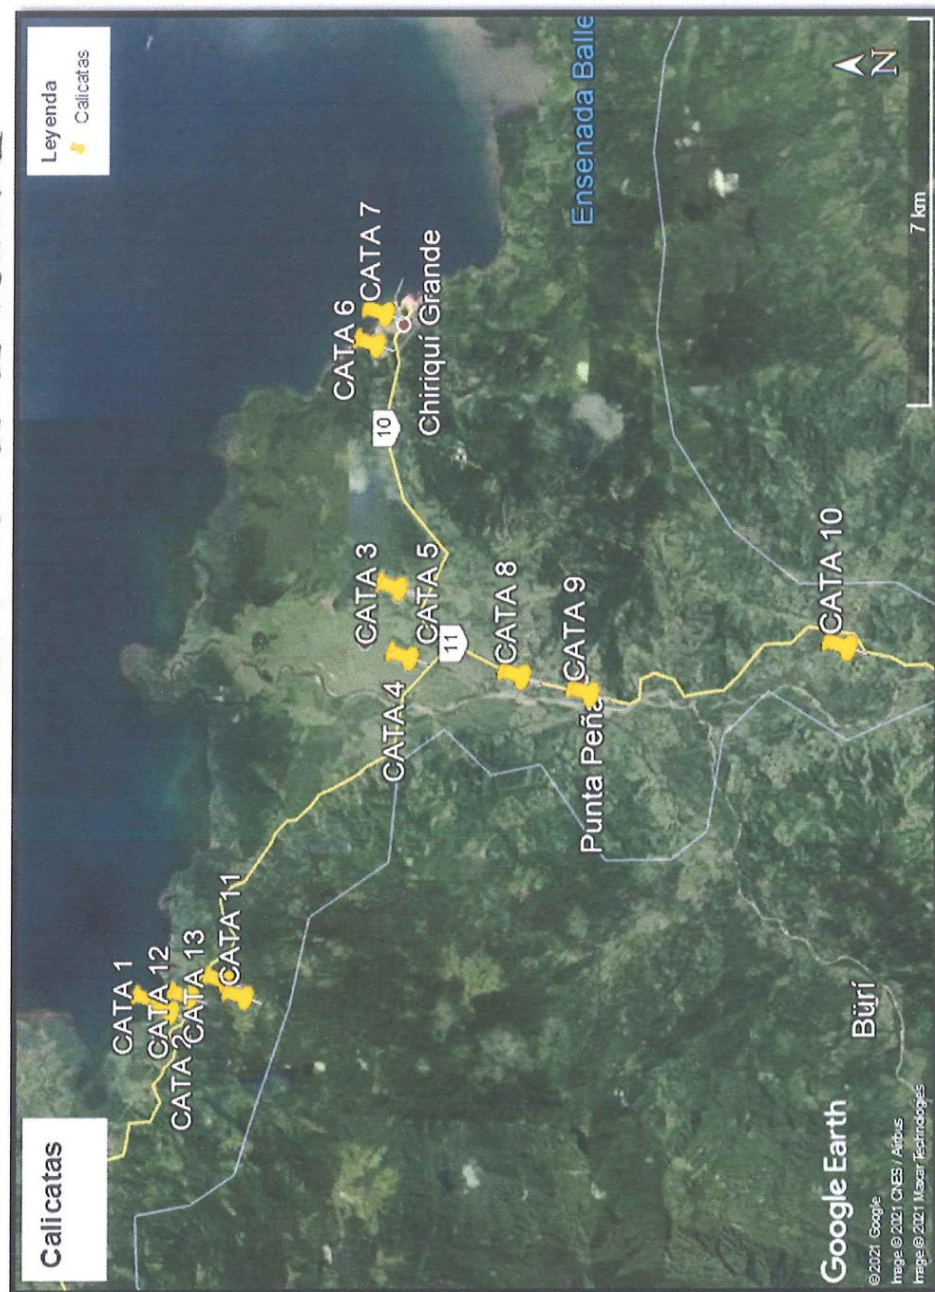 Calicatas
Leyenda
Calicatas
CATA 1
CATA 12
CATA 2
CATA 13
CATA 11
CATA 6
CATA 7
10
Chiriquí Grande
CATA 3
CATA 4
CATA 5
11
CATA 8
CATA 9
Punta Peña
Ensenada Balle
CATA 10
Büri
Google Earth
©2021 Google
Image © 2021 CNES / Airbus
Image © 2021 Maxar Technologies
N
7 km